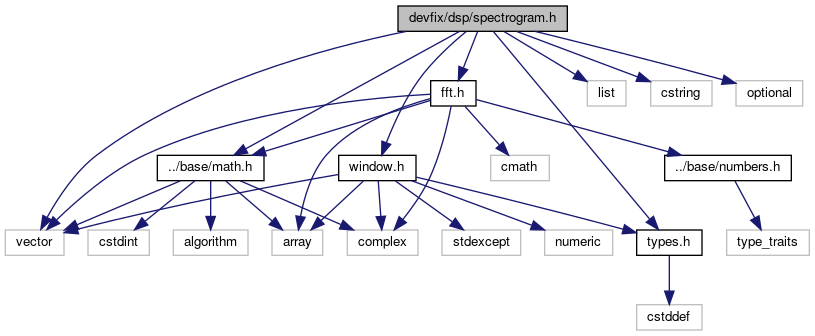 devfix/dsp/spectrogram.h
fft.h
list
cstring
optional
../base/math.h
window.h
cmath
../base/numbers.h
vector
cstdint
algorithm
array
complex
stdexcept
numeric
types.h
type_traits
cstddef